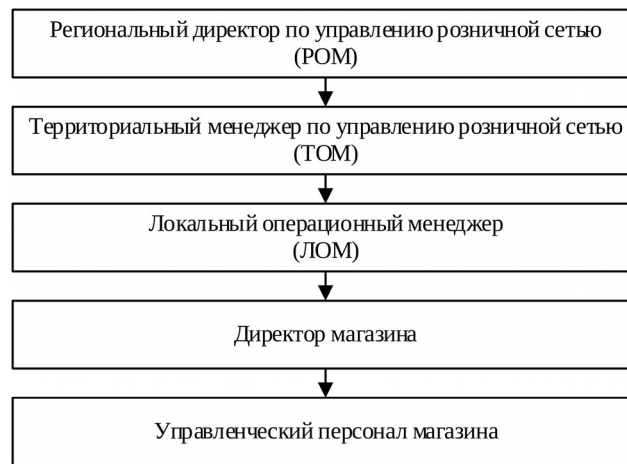 Региональный директор по управлению розничной сетью
(РОМ)
Территориальный менеджер по управлению розничной сетью
(ТОМ)
Локальный операционный менеджер
(ЛОМ)
Директор магазина
Управленческий персонал магазина